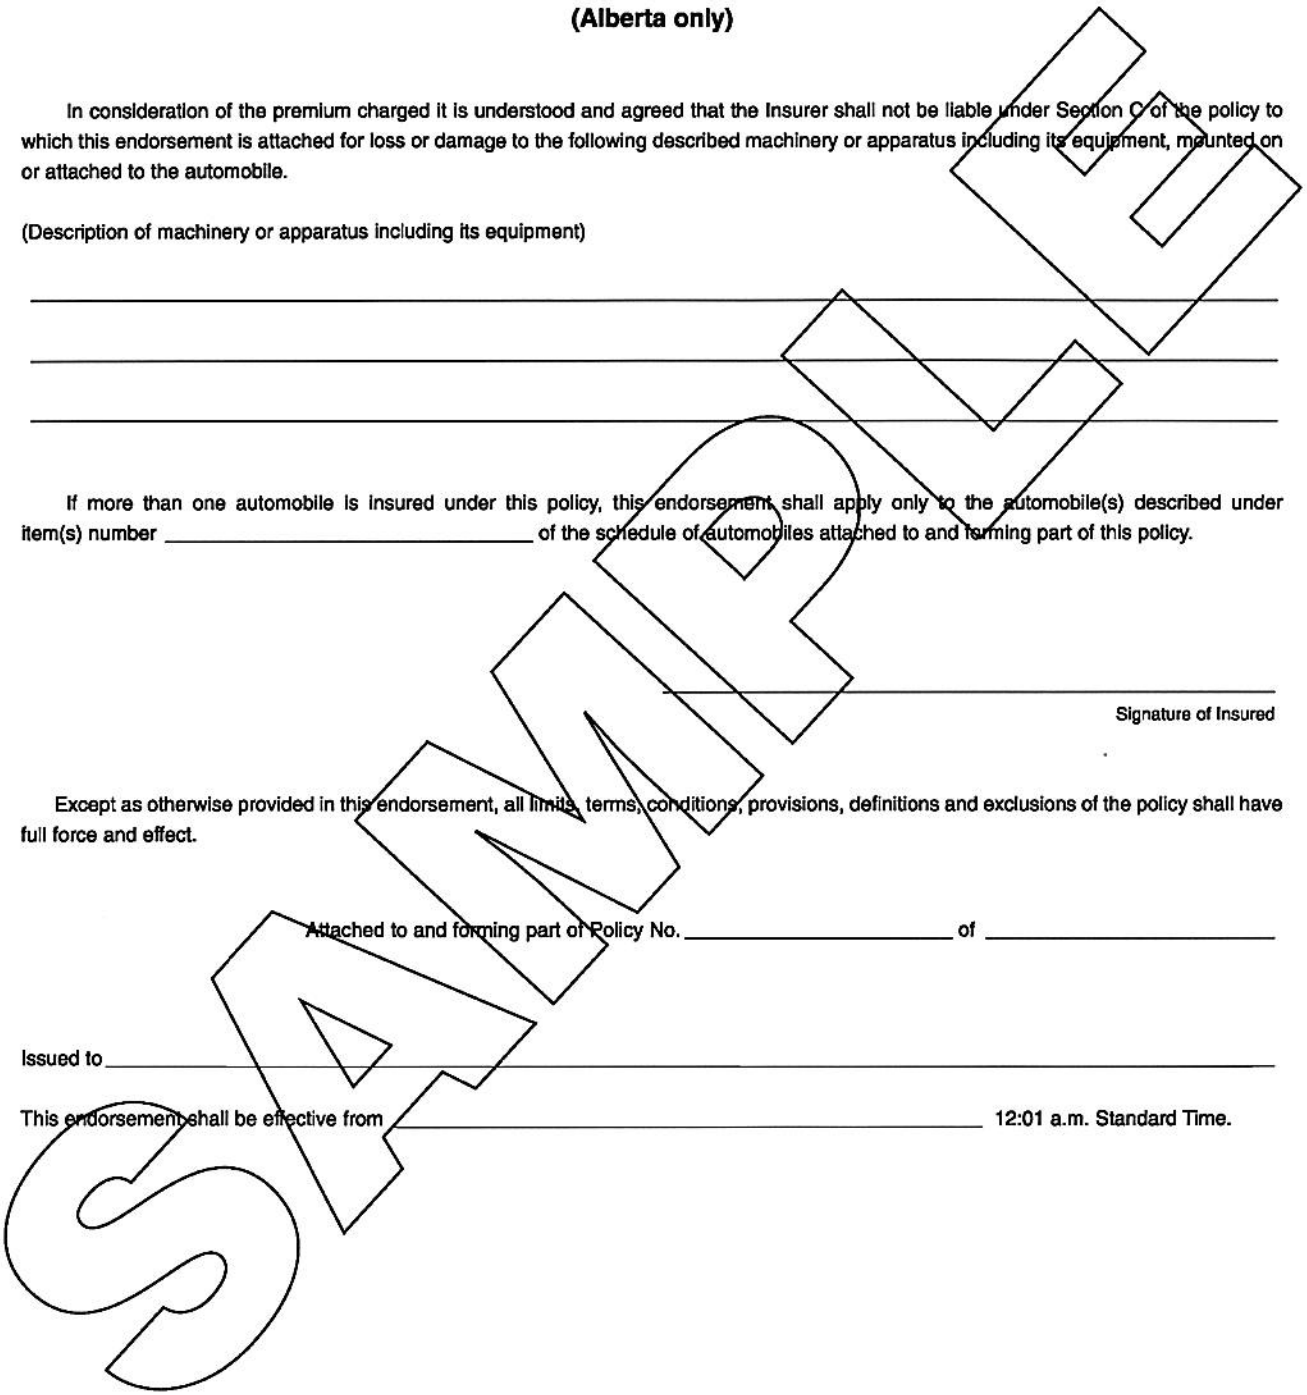 (Alberta only)
In consideration of the premium charged it is understood and agreed that the Insurer shall not be liable under Section C of the policy to
which this endorsement is attached for loss or damage to the following described machinery or apparatus including its equipment, mounted on
or attached to the automobile.
(Description of machinery or apparatus including its equipment)
If more than one automobile is insured under this policy, this endorsement shall apply only to the automobile(s) described under
item(s) number ____ of the schedule of automobiles attached to and forming part of this policy.
Signature of Insured
Except as otherwise provided in this endorsement, all limits, terms, conditions, provisions, definitions and exclusions of the policy shall have
full force and effect.
Attached to and forming part of Policy No. ____ of ____
Issued to ____
This endorsement shall be effective from ____ 12:01 a.m. Standard Time.
SAMPLE